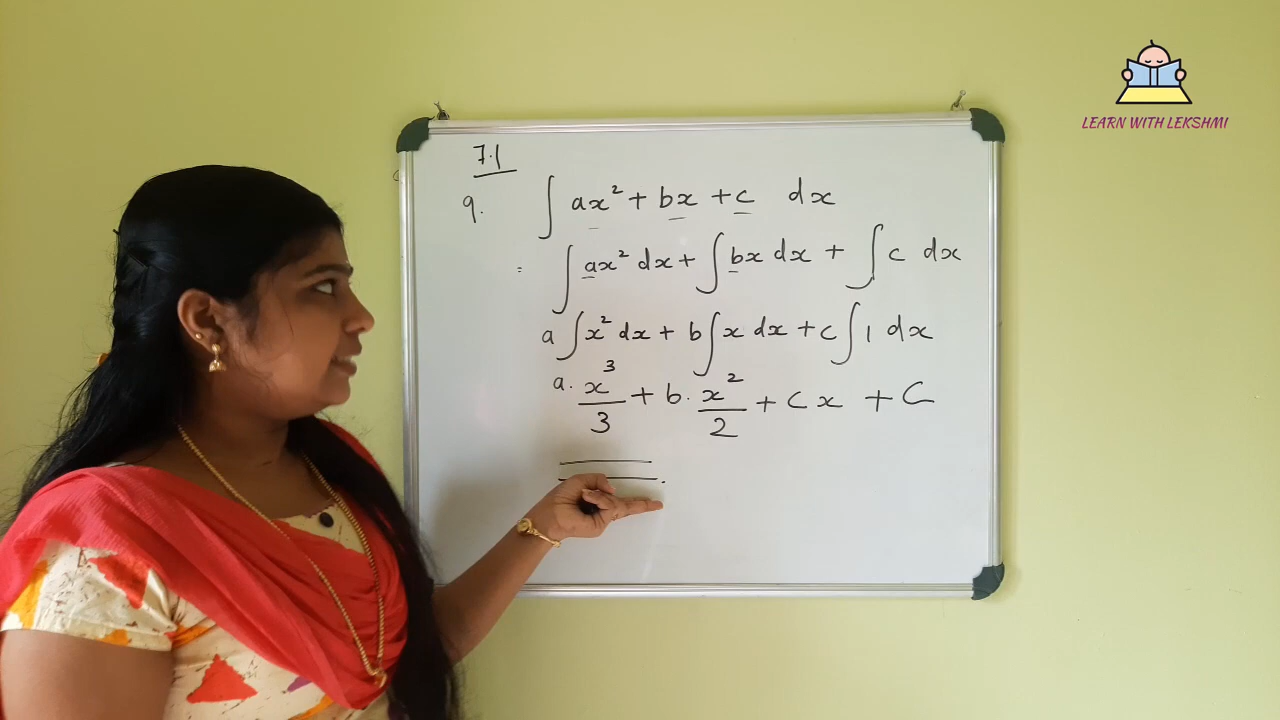 LEARN WITH LEKSHMI
7.1
9. ∫ ax² + bx + c dx
= ∫ ax² dx + ∫ bx dx + ∫ c dx
a ∫ x² dx + b ∫ x dx + c ∫ 1 dx
a. x³/3 + b. x²/2 + cx + C